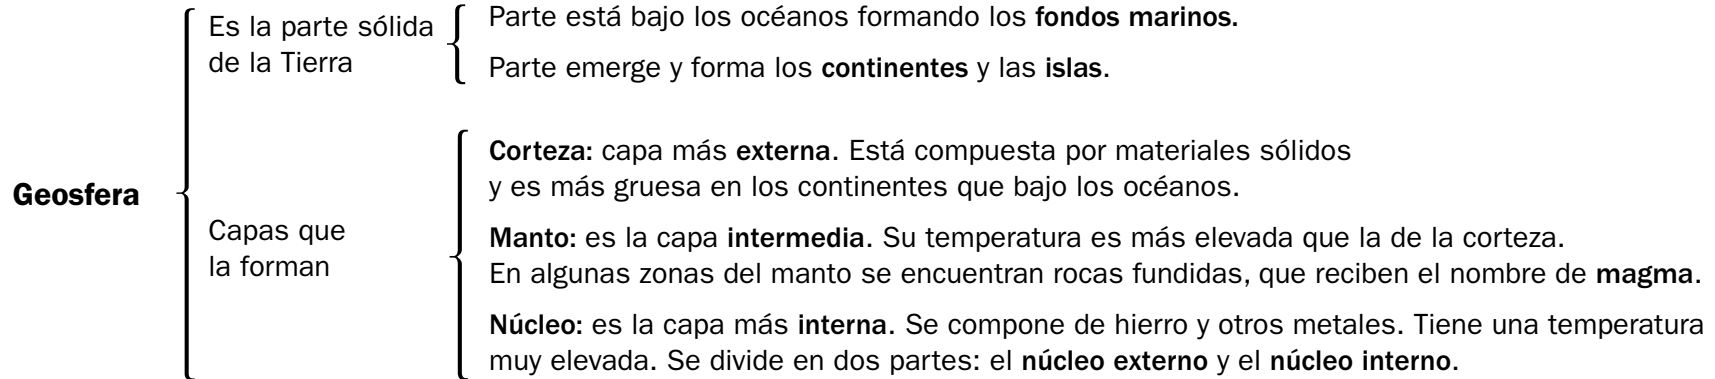 Geosfera
Es la parte sólida
de la Tierra
Parte está bajo los océanos formando los fondos marinos.
Parte emerge y forma los continentes y las islas.
Capas que
la forman
Corteza: capa más externa. Está compuesta por materiales sólidos
y es más gruesa en los continentes que bajo los océanos.
Manto: es la capa intermedia. Su temperatura es más elevada que la de la corteza.
En algunas zonas del manto se encuentran rocas fundidas, que reciben el nombre de magma.
Núcleo: es la capa más interna. Se compone de hierro y otros metales. Tiene una temperatura
muy elevada. Se divide en dos partes: el núcleo externo y el núcleo interno.